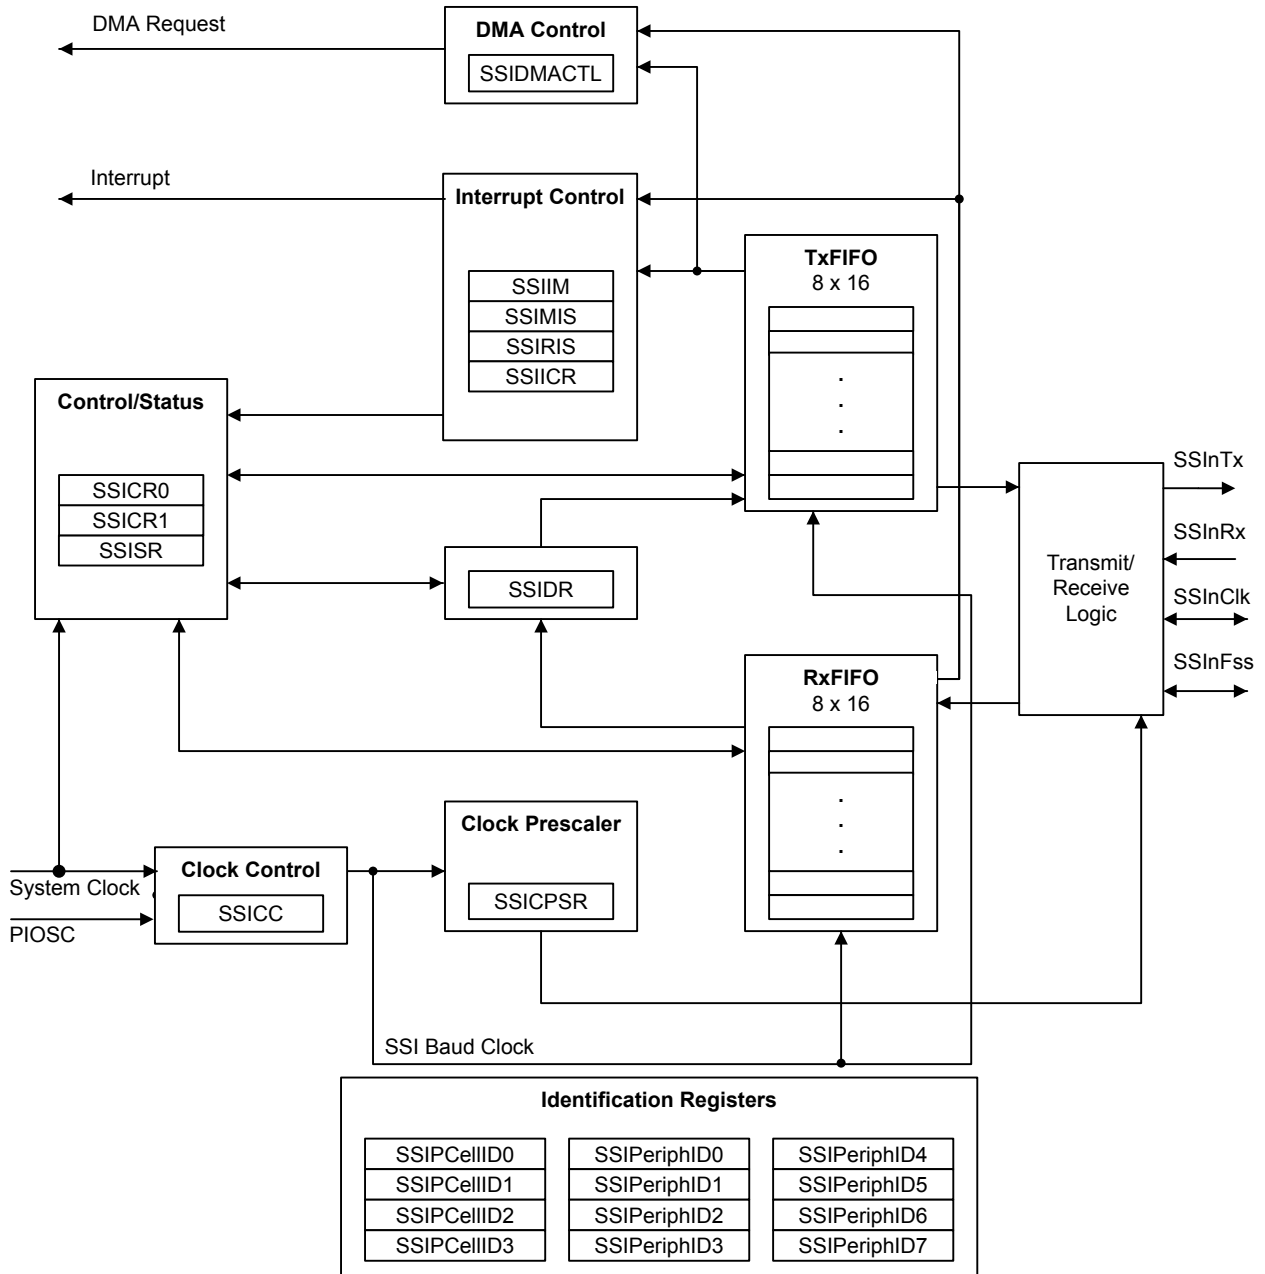 DMA Request
DMA Control
SSIDMACTL
Interrupt
Interrupt Control
SSIIM
SSIMIS
SSIRIS
SSIICR
TxFIFO
8 x 16
.
.
.
Control/Status
SSICR0
SSICR1
SSISR
SSIDR
Transmit/
Receive
Logic
SSInTx
SSInRx
SSInClk
SSInFss
RxFIFO
8 x 16
.
.
.
Clock Prescaler
SSICPSR
Clock Control
SSICC
System Clock
PIOSC
SSI Baud Clock
Identification Registers
SSIPCellID0 SSIPeriphID0 SSIPeriphID4
SSIPCellID1 SSIPeriphID1 SSIPeriphID5
SSIPCellID2 SSIPeriphID2 SSIPeriphID6
SSIPCellID3 SSIPeriphID3 SSIPeriphID7